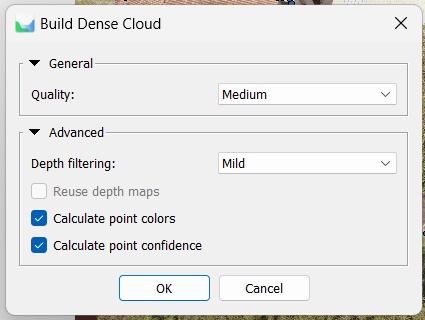 Build Dense Cloud
General
Quality: Medium
Advanced
Depth filtering: Mild
Reuse depth maps
Calculate point colors
Calculate point confidence
OK Cancel